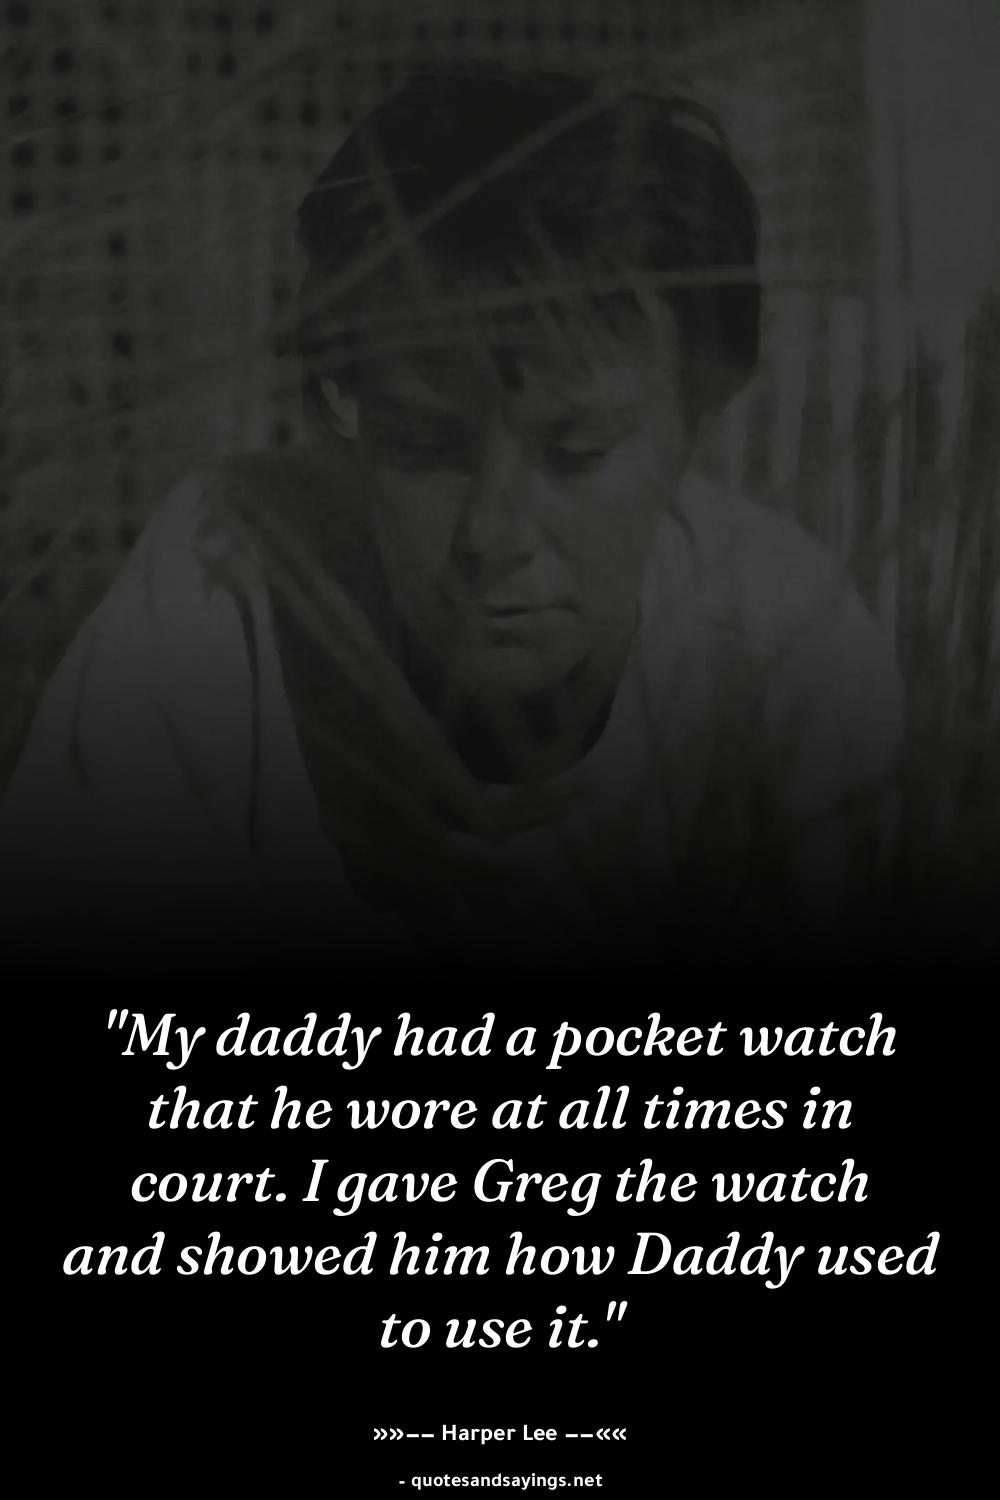 "My daddy had a pocket watch
that he wore at all times in
court. I gave Greg the watch
and showed him how Daddy used
to use it."
»»–– Harper Lee ––««
- quotesandsayings.net